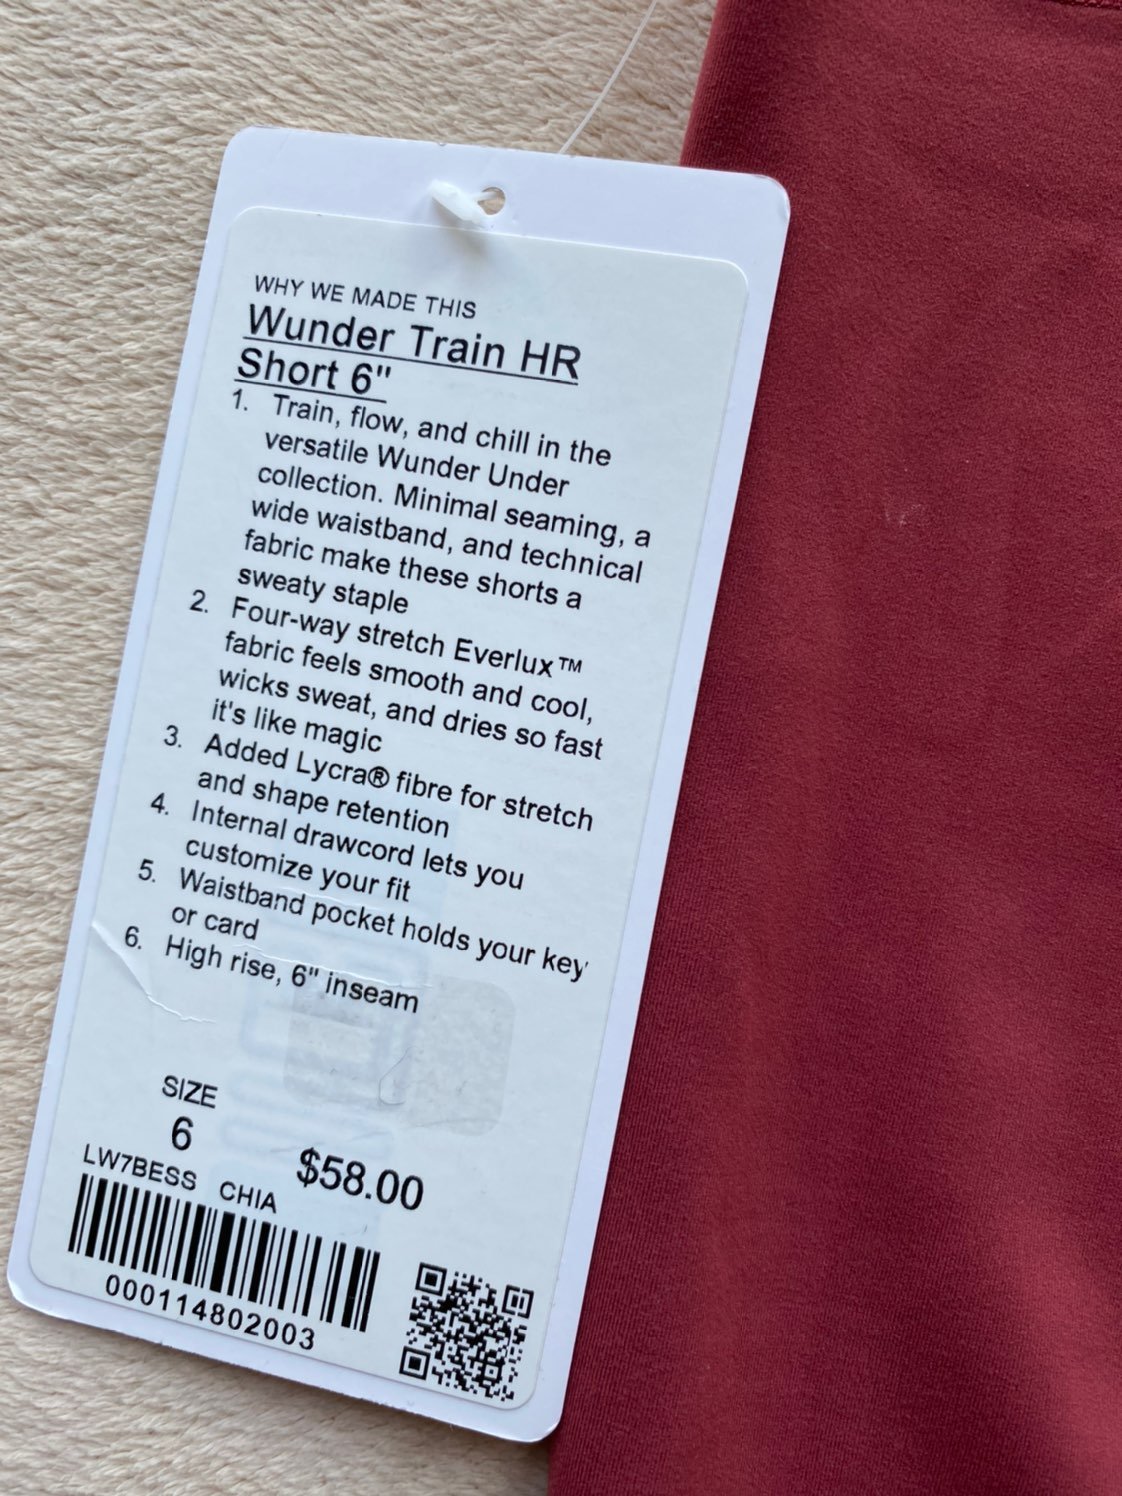 WHY WE MADE THIS
Wunder Train HR
Short 6"
1. Train, flow, and chill in the
versatile Wunder Under
collection. Minimal seaming, a
wide waistband, and technical
fabric make these shorts a
sweaty staple
2. Four-way stretch Everlux™
fabric feels smooth and cool,
wicks sweat, and dries so fast
it's like magic
3. Added Lycra® fibre for stretch
and shape retention
4. Internal drawcord lets you
customize your fit
5. Waistband pocket holds your key
or card
6. High rise, 6" inseam
SIZE
6
$58.00
LW7BESS CHIA
000114802003